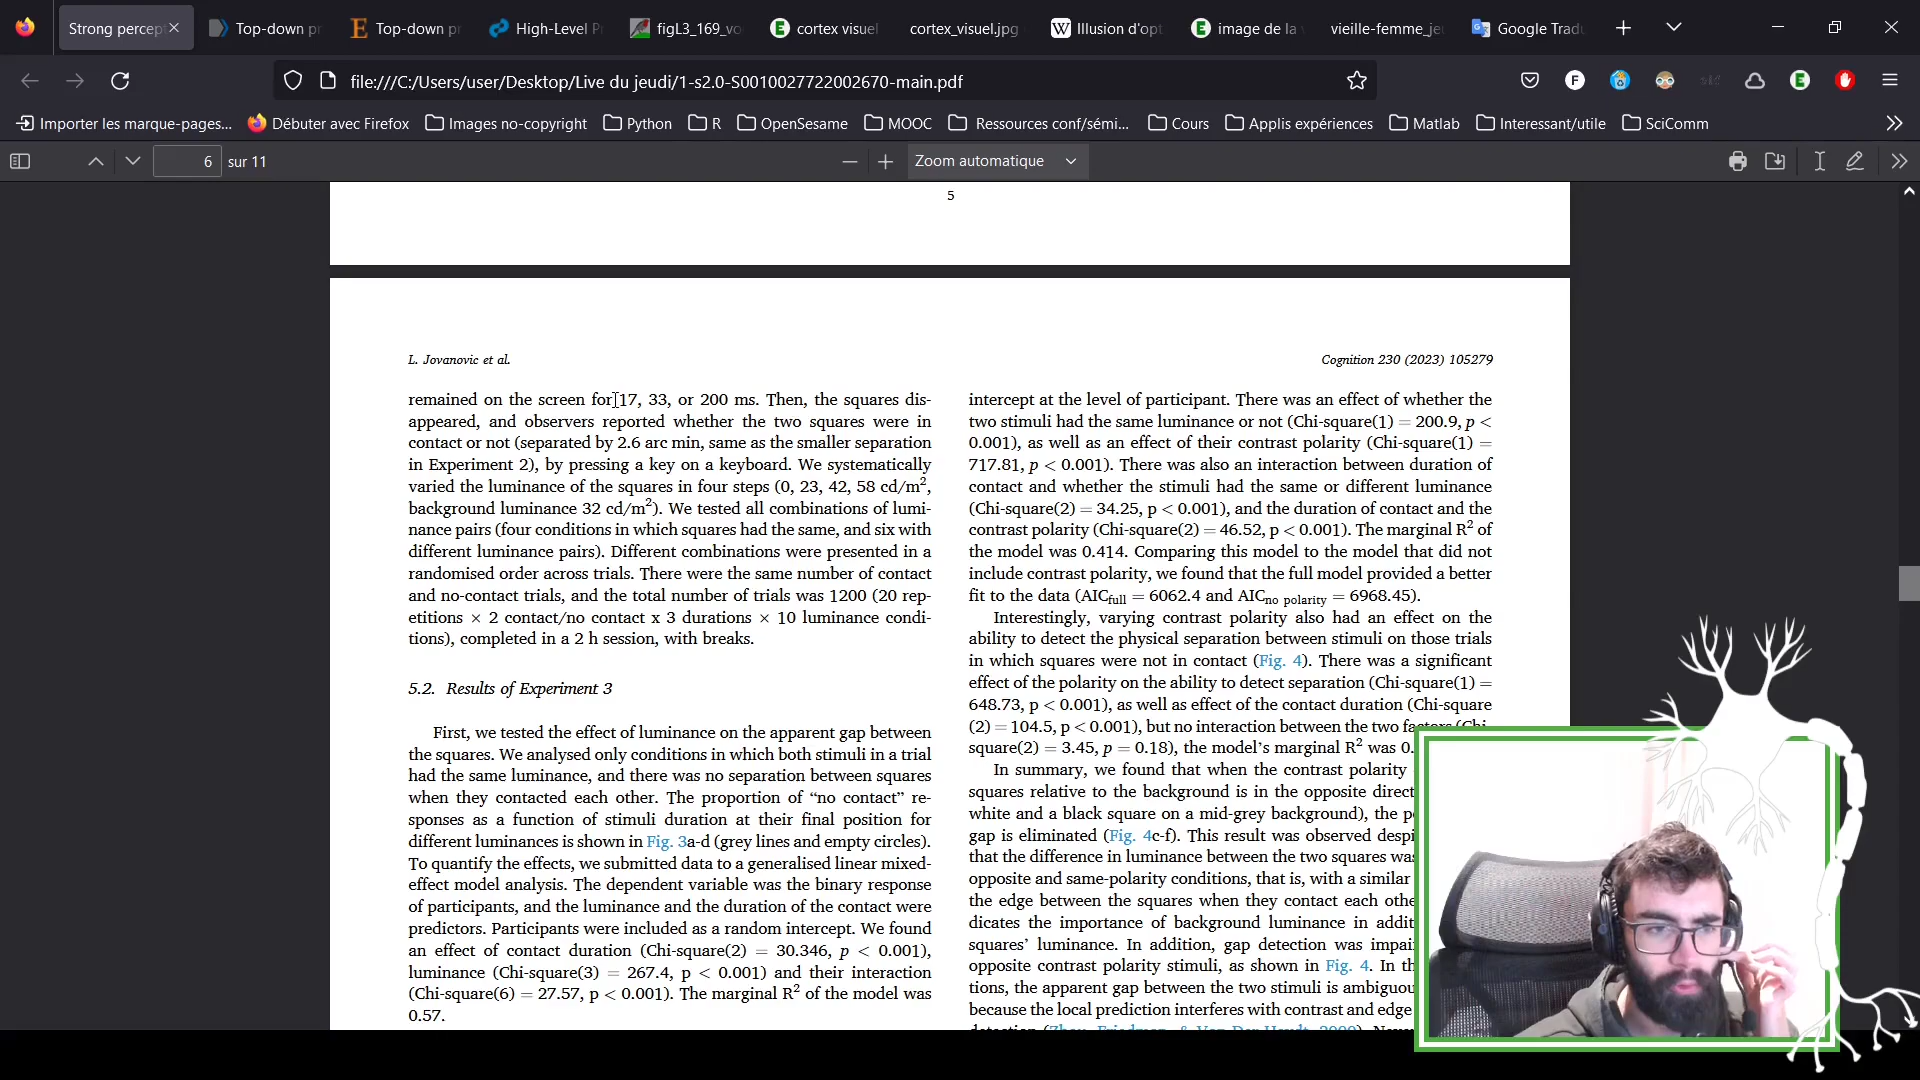 Strong percep
Top-down pr
Top-down pr
High-Level P
figL3_169_vo
cortex visuel
cortex_visuel.jpg
Illusion d'opt
image de la v
vieille-femme_je
Google Tradu
file:///C:/Users/user/Desktop/Live du jeudi/1-s2.0-S0010027722002670-main.pdf
Importer les marque-pages...
Débuter avec Firefox
Images no-copyright
Python
R
OpenSesame
MOOC
Ressources conf/sémi...
Cours
Applis expériences
Matlab
Interessant/utile
SciComm
6 sur 11
Zoom automatique
5
L. Jovanovic et al.
Cognition 230 (2023) 105279
remained on the screen for 17, 33, or 200 ms. Then, the squares dis-
appeared, and observers reported whether the two squares were in
contact or not (separated by 2.6 arc min, same as the smaller separation
in Experiment 2), by pressing a key on a keyboard. We systematically
varied the luminance of the squares in four steps (0, 23, 42, 58 cd/m²,
background luminance 32 cd/m²). We tested all combinations of lumi-
nance pairs (four conditions in which squares had the same, and six with
different luminance pairs). Different combinations were presented in a
randomised order across trials. There were the same number of contact
and no-contact trials, and the total number of trials was 1200 (20 rep-
etitions × 2 contact/no contact x 3 durations × 10 luminance condi-
tions), completed in a 2 h session, with breaks.
5.2. Results of Experiment 3
First, we tested the effect of luminance on the apparent gap between
the squares. We analysed only conditions in which both stimuli in a trial
had the same luminance, and there was no separation between squares
when they contacted each other. The proportion of “no contact” re-
sponses as a function of stimuli duration at their final position for
different luminances is shown in Fig. 3a-d (grey lines and empty circles).
To quantify the effects, we submitted data to a generalised linear mixed-
effect model analysis. The dependent variable was the binary response
of participants, and the luminance and the duration of the contact were
predictors. Participants were included as a random intercept. We found
an effect of contact duration (Chi-square(2) = 30.346, p < 0.001),
luminance (Chi-square(3) = 267.4, p < 0.001) and their interaction
(Chi-square(6) = 27.57, p < 0.001). The marginal R² of the model was
0.57.
intercept at the level of participant. There was an effect of whether the
two stimuli had the same luminance or not (Chi-square(1) = 200.9, p <
0.001), as well as an effect of their contrast polarity (Chi-square(1) =
717.81, p < 0.001). There was also an interaction between duration of
contact and whether the stimuli had the same or different luminance
(Chi-square(2) = 34.25, p < 0.001), and the duration of contact and the
contrast polarity (Chi-square(2) = 46.52, p < 0.001). The marginal R² of
the model was 0.414. Comparing this model to the model that did not
include contrast polarity, we found that the full model provided a better
fit to the data (AICfull = 6062.4 and AICno polarity = 6968.45).
Interestingly, varying contrast polarity also had an effect on the
ability to detect the physical separation between stimuli on those trials
in which squares were not in contact (Fig. 4). There was a significant
effect of the polarity on the ability to detect separation (Chi-square(1) =
648.73, p < 0.001), as well as effect of the contact duration (Chi-square
(2) = 104.5, p < 0.001), but no interaction between the two factors (Chi-
square(2) = 3.45, p = 0.18), the model's marginal R² was 0.
In summary, we found that when the contrast polarity
squares relative to the background is in the opposite direct
white and a black square on a mid-grey background), the p
gap is eliminated (Fig. 4c-f). This result was observed despi
that the difference in luminance between the two squares was
opposite and same-polarity conditions, that is, with a similar
the edge between the squares when they contact each othe
dicates the importance of background luminance in addit
squares' luminance. In addition, gap detection was impai
opposite contrast polarity stimuli, as shown in Fig. 4. In th
tions, the apparent gap between the two stimuli is ambiguou
because the local prediction interferes with contrast and edge